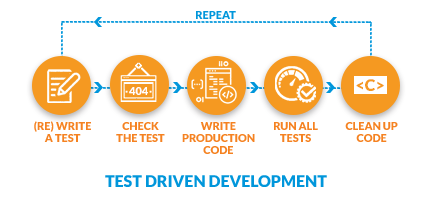 REPEAT
404
<C>
(RE) WRITE
A TEST
CHECK
THE TEST
WRITE
PRODUCTION
CODE
RUN ALL
TESTS
CLEAN UP
CODE
TEST DRIVEN DEVELOPMENT